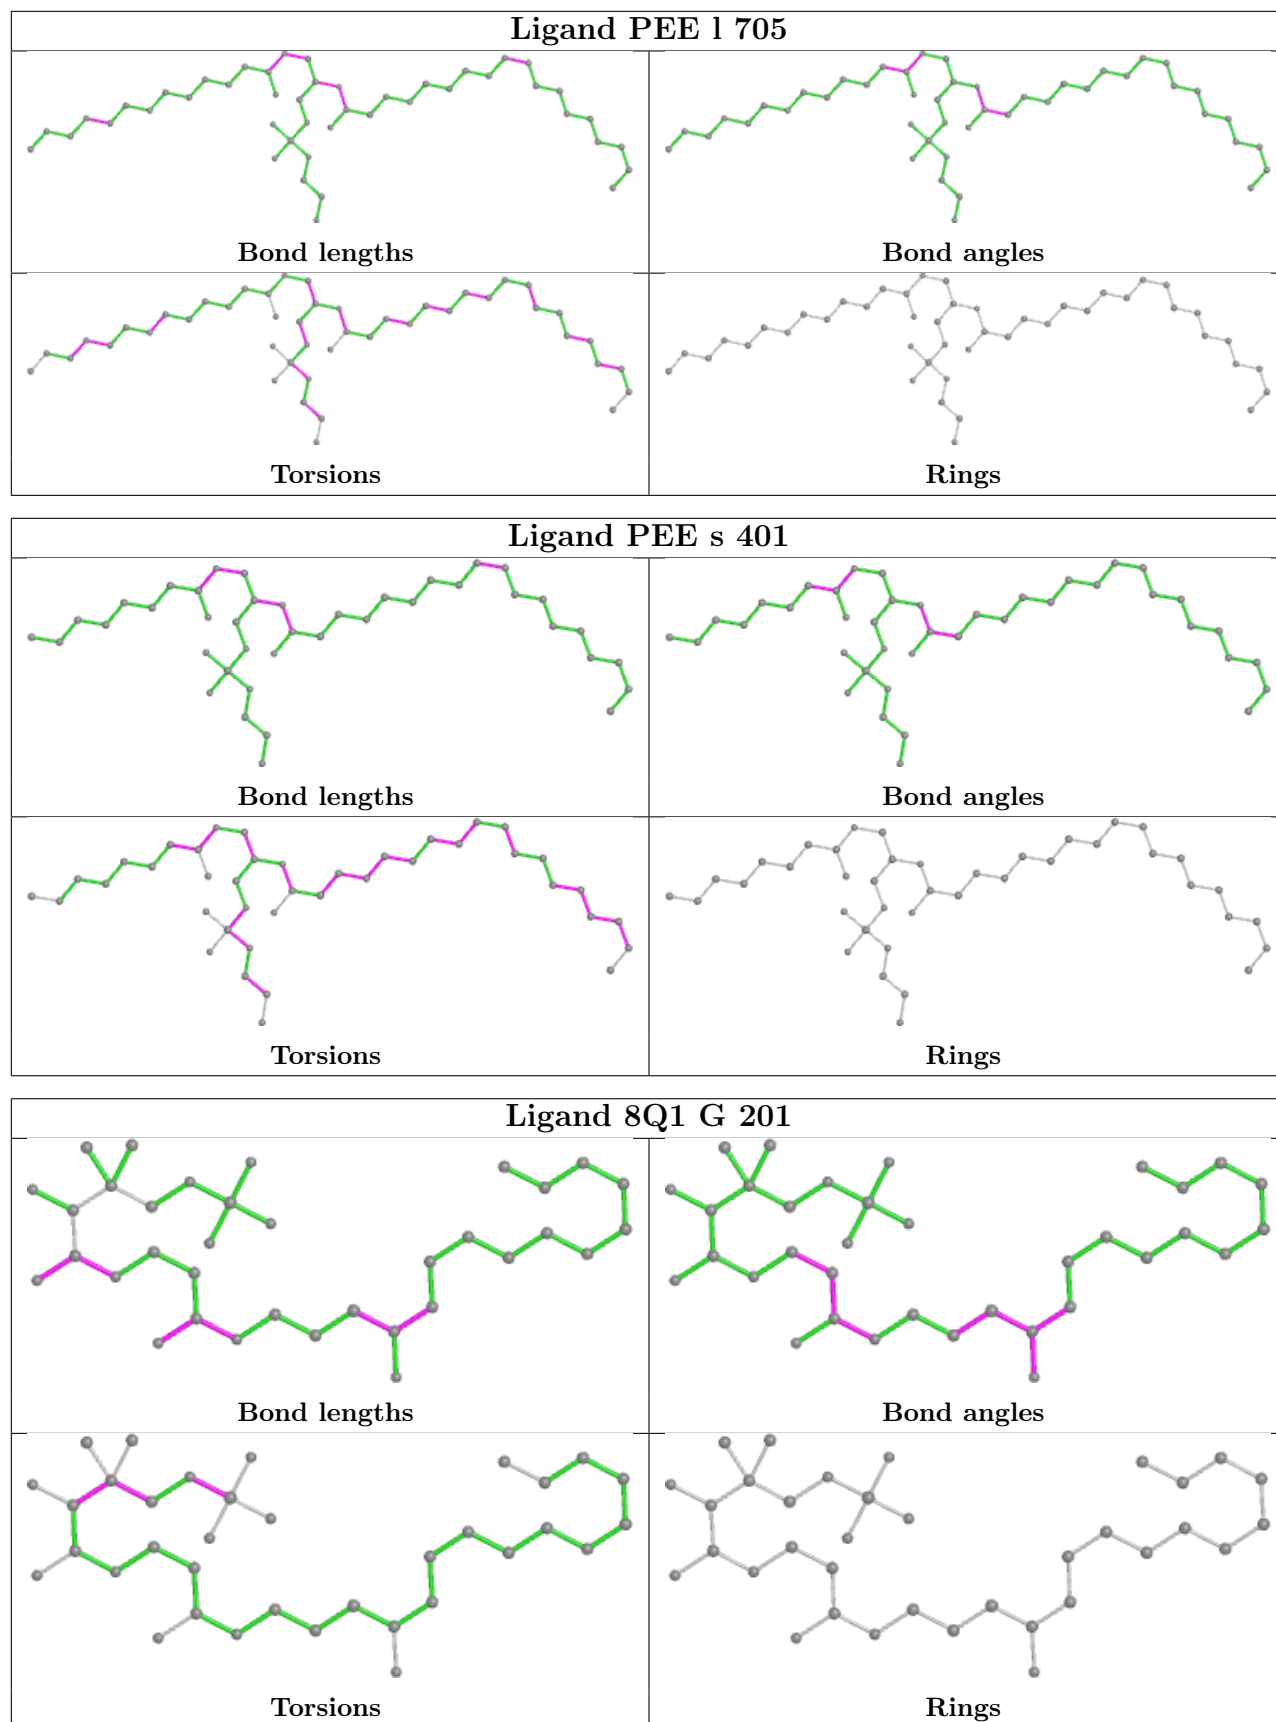 Ligand PEE l 705
Bond lengths
Bond angles
Torsions
Rings
Ligand PEE s 401
Bond lengths
Bond angles
Torsions
Rings
Ligand 8Q1 G 201
Bond lengths
Bond angles
Torsions
Rings